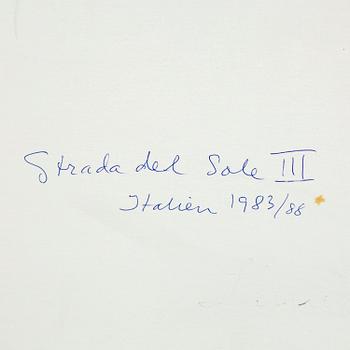 Strada del Sole III
Italien 1983/88